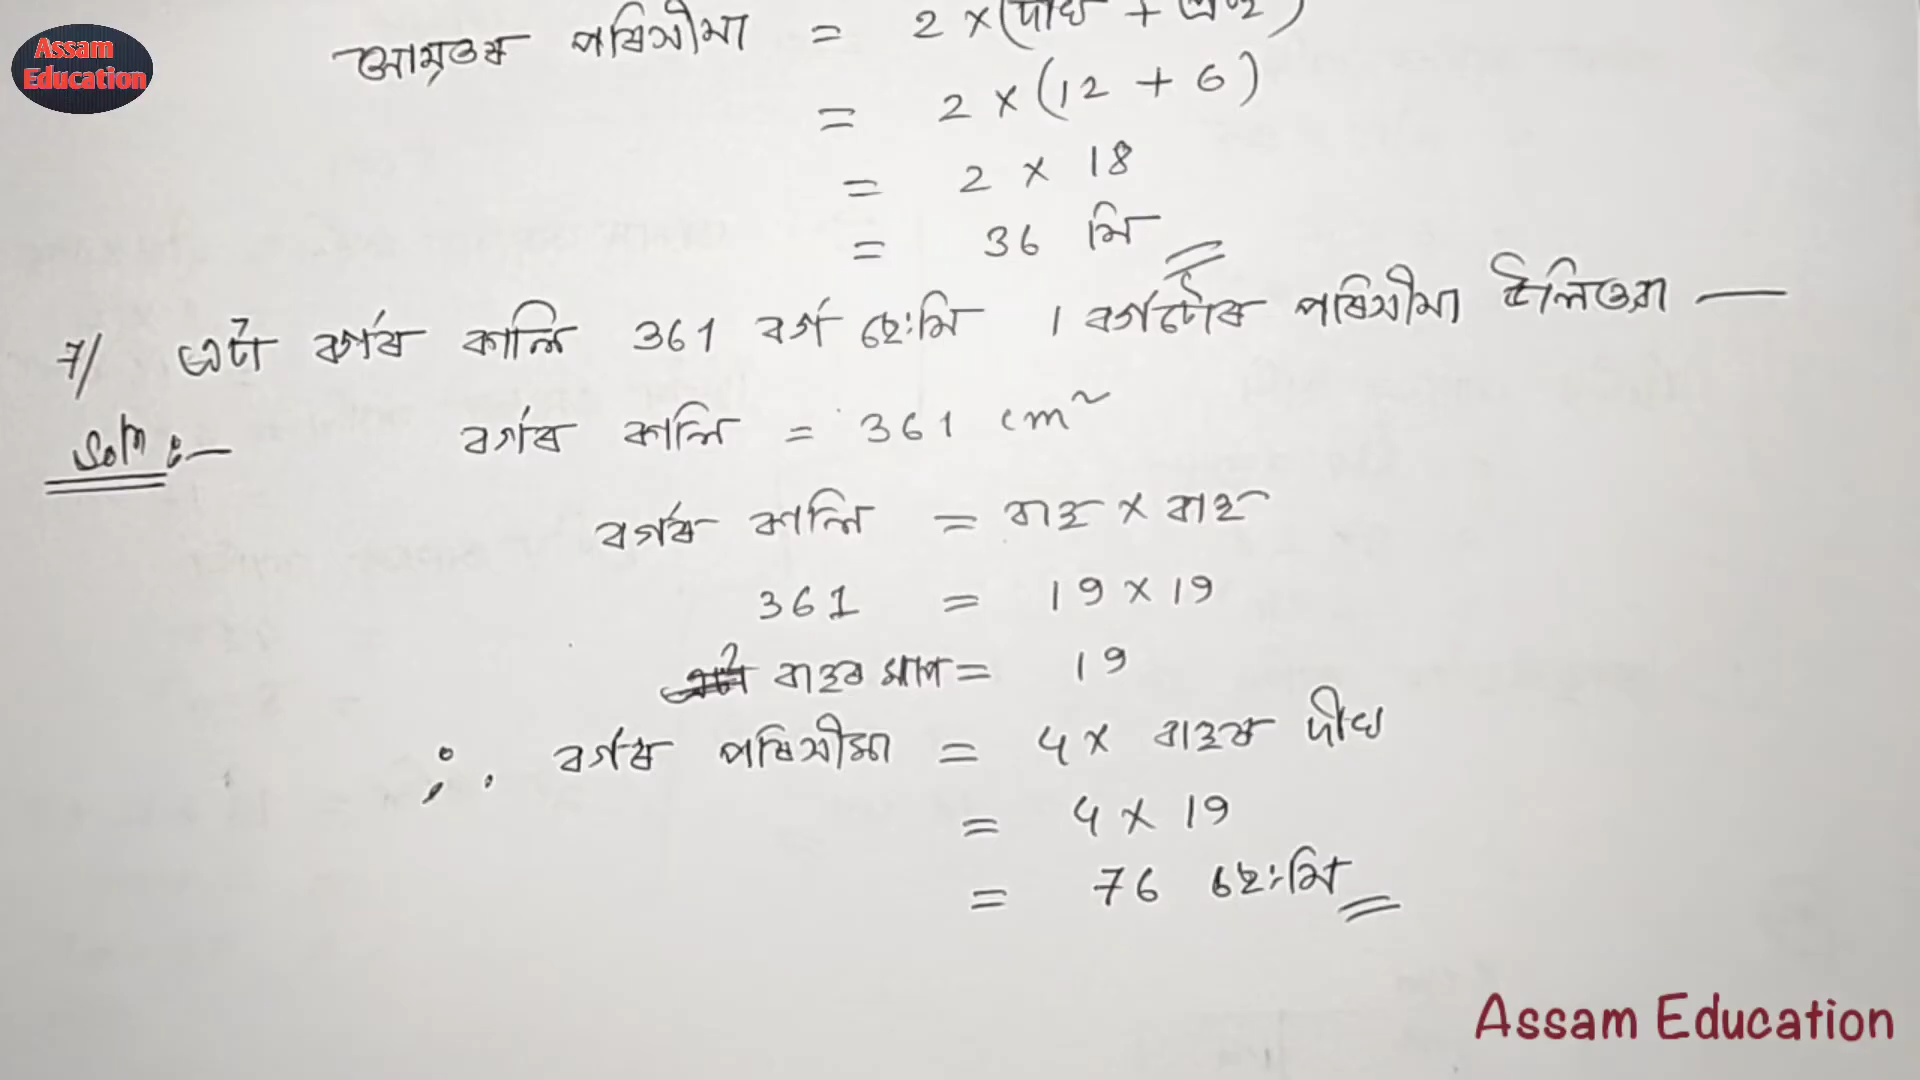 Assam
Education
আয়তৰ পৰিসীমা = 2 × (দীঘ + প্ৰস্থ)
= 2 × (12 + 6)
= 2 × 18
= 36 মি
7/ এটা বৰ্গৰ কালি 361 বৰ্গ ছে:মি । বৰ্গটোৰ পৰিসীমা উলিওৱা —
Soln :— বৰ্গৰ কালি = 361 cm²
বৰ্গৰ কালি = বাহু × বাহু
361 = 19 × 19
বাহুৰ মাপ = 19
∴ বৰ্গৰ পৰিসীমা = 4 × বাহুৰ দীঘ
= 4 × 19
= 76 ছে:মি
Assam Education